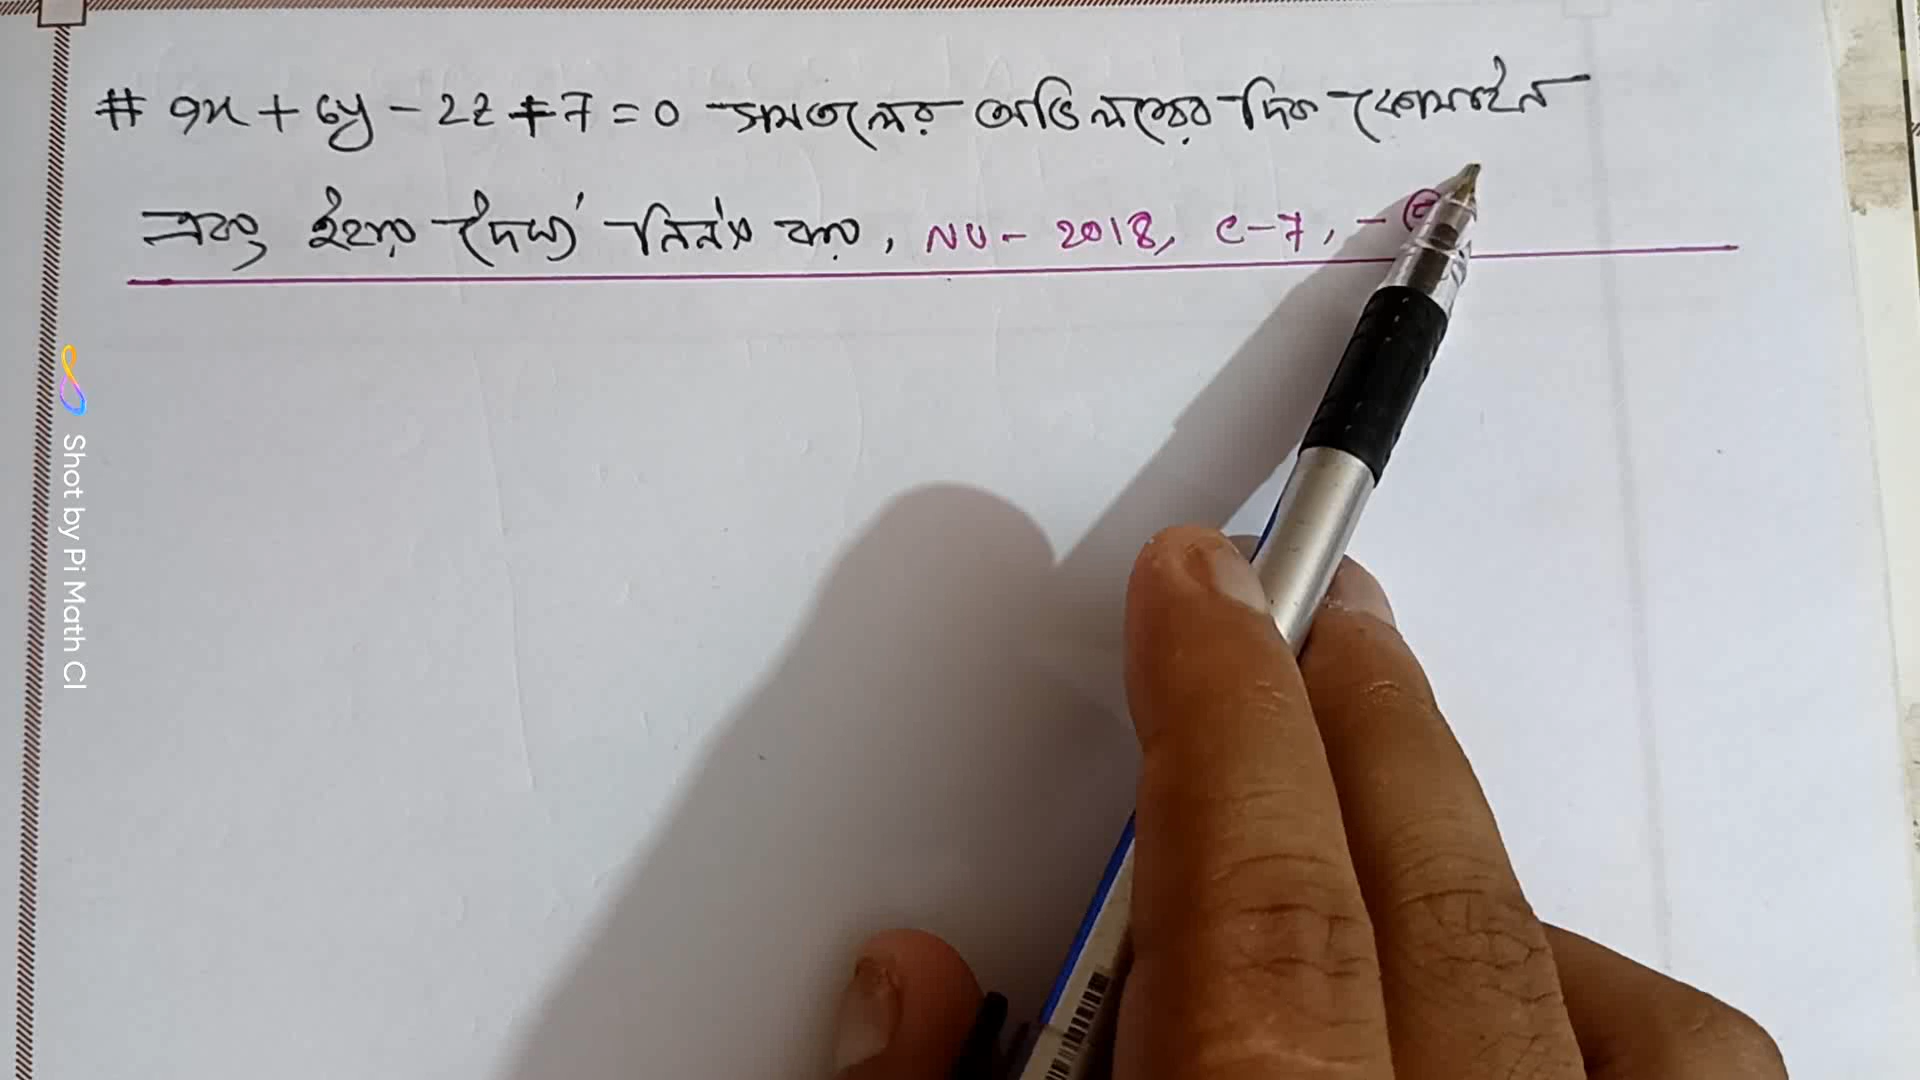 # 9x + 6y - 2z + 7 = 0 সমতলের অভিলম্বের দিক কোসাইন
এবং ইহার দৈর্ঘ্য নির্ণয় কর, NU - 2018, C-7, -
Shot by Pi Math Cl